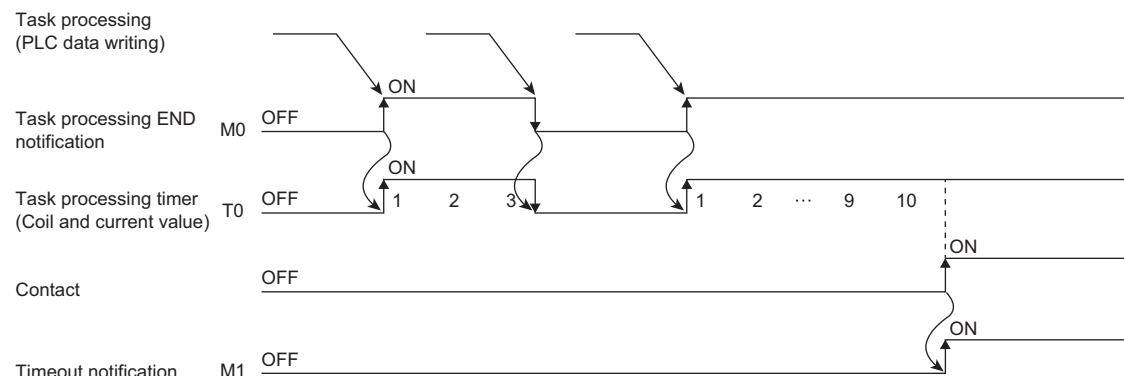 Task processing
(PLC data writing)
ON
Task processing END
notification
M0
OFF
ON
Task processing timer
(Coil and current value)
T0
OFF
1 2 3 1 2 ··· 9 10
ON
Contact
OFF
ON
Timeout notification
M1
OFF